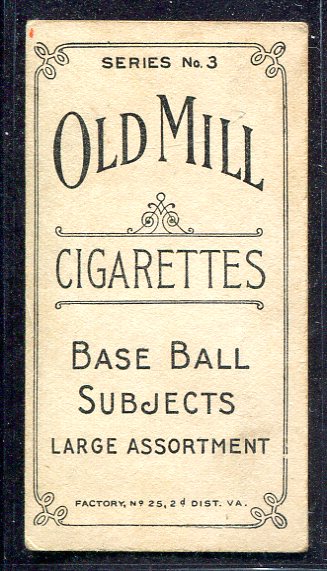 SERIES No. 3
OLD MILL
CIGARETTES
BASE BALL
SUBJECTS
LARGE ASSORTMENT
FACTORY, No 25, 2d DIST. VA.